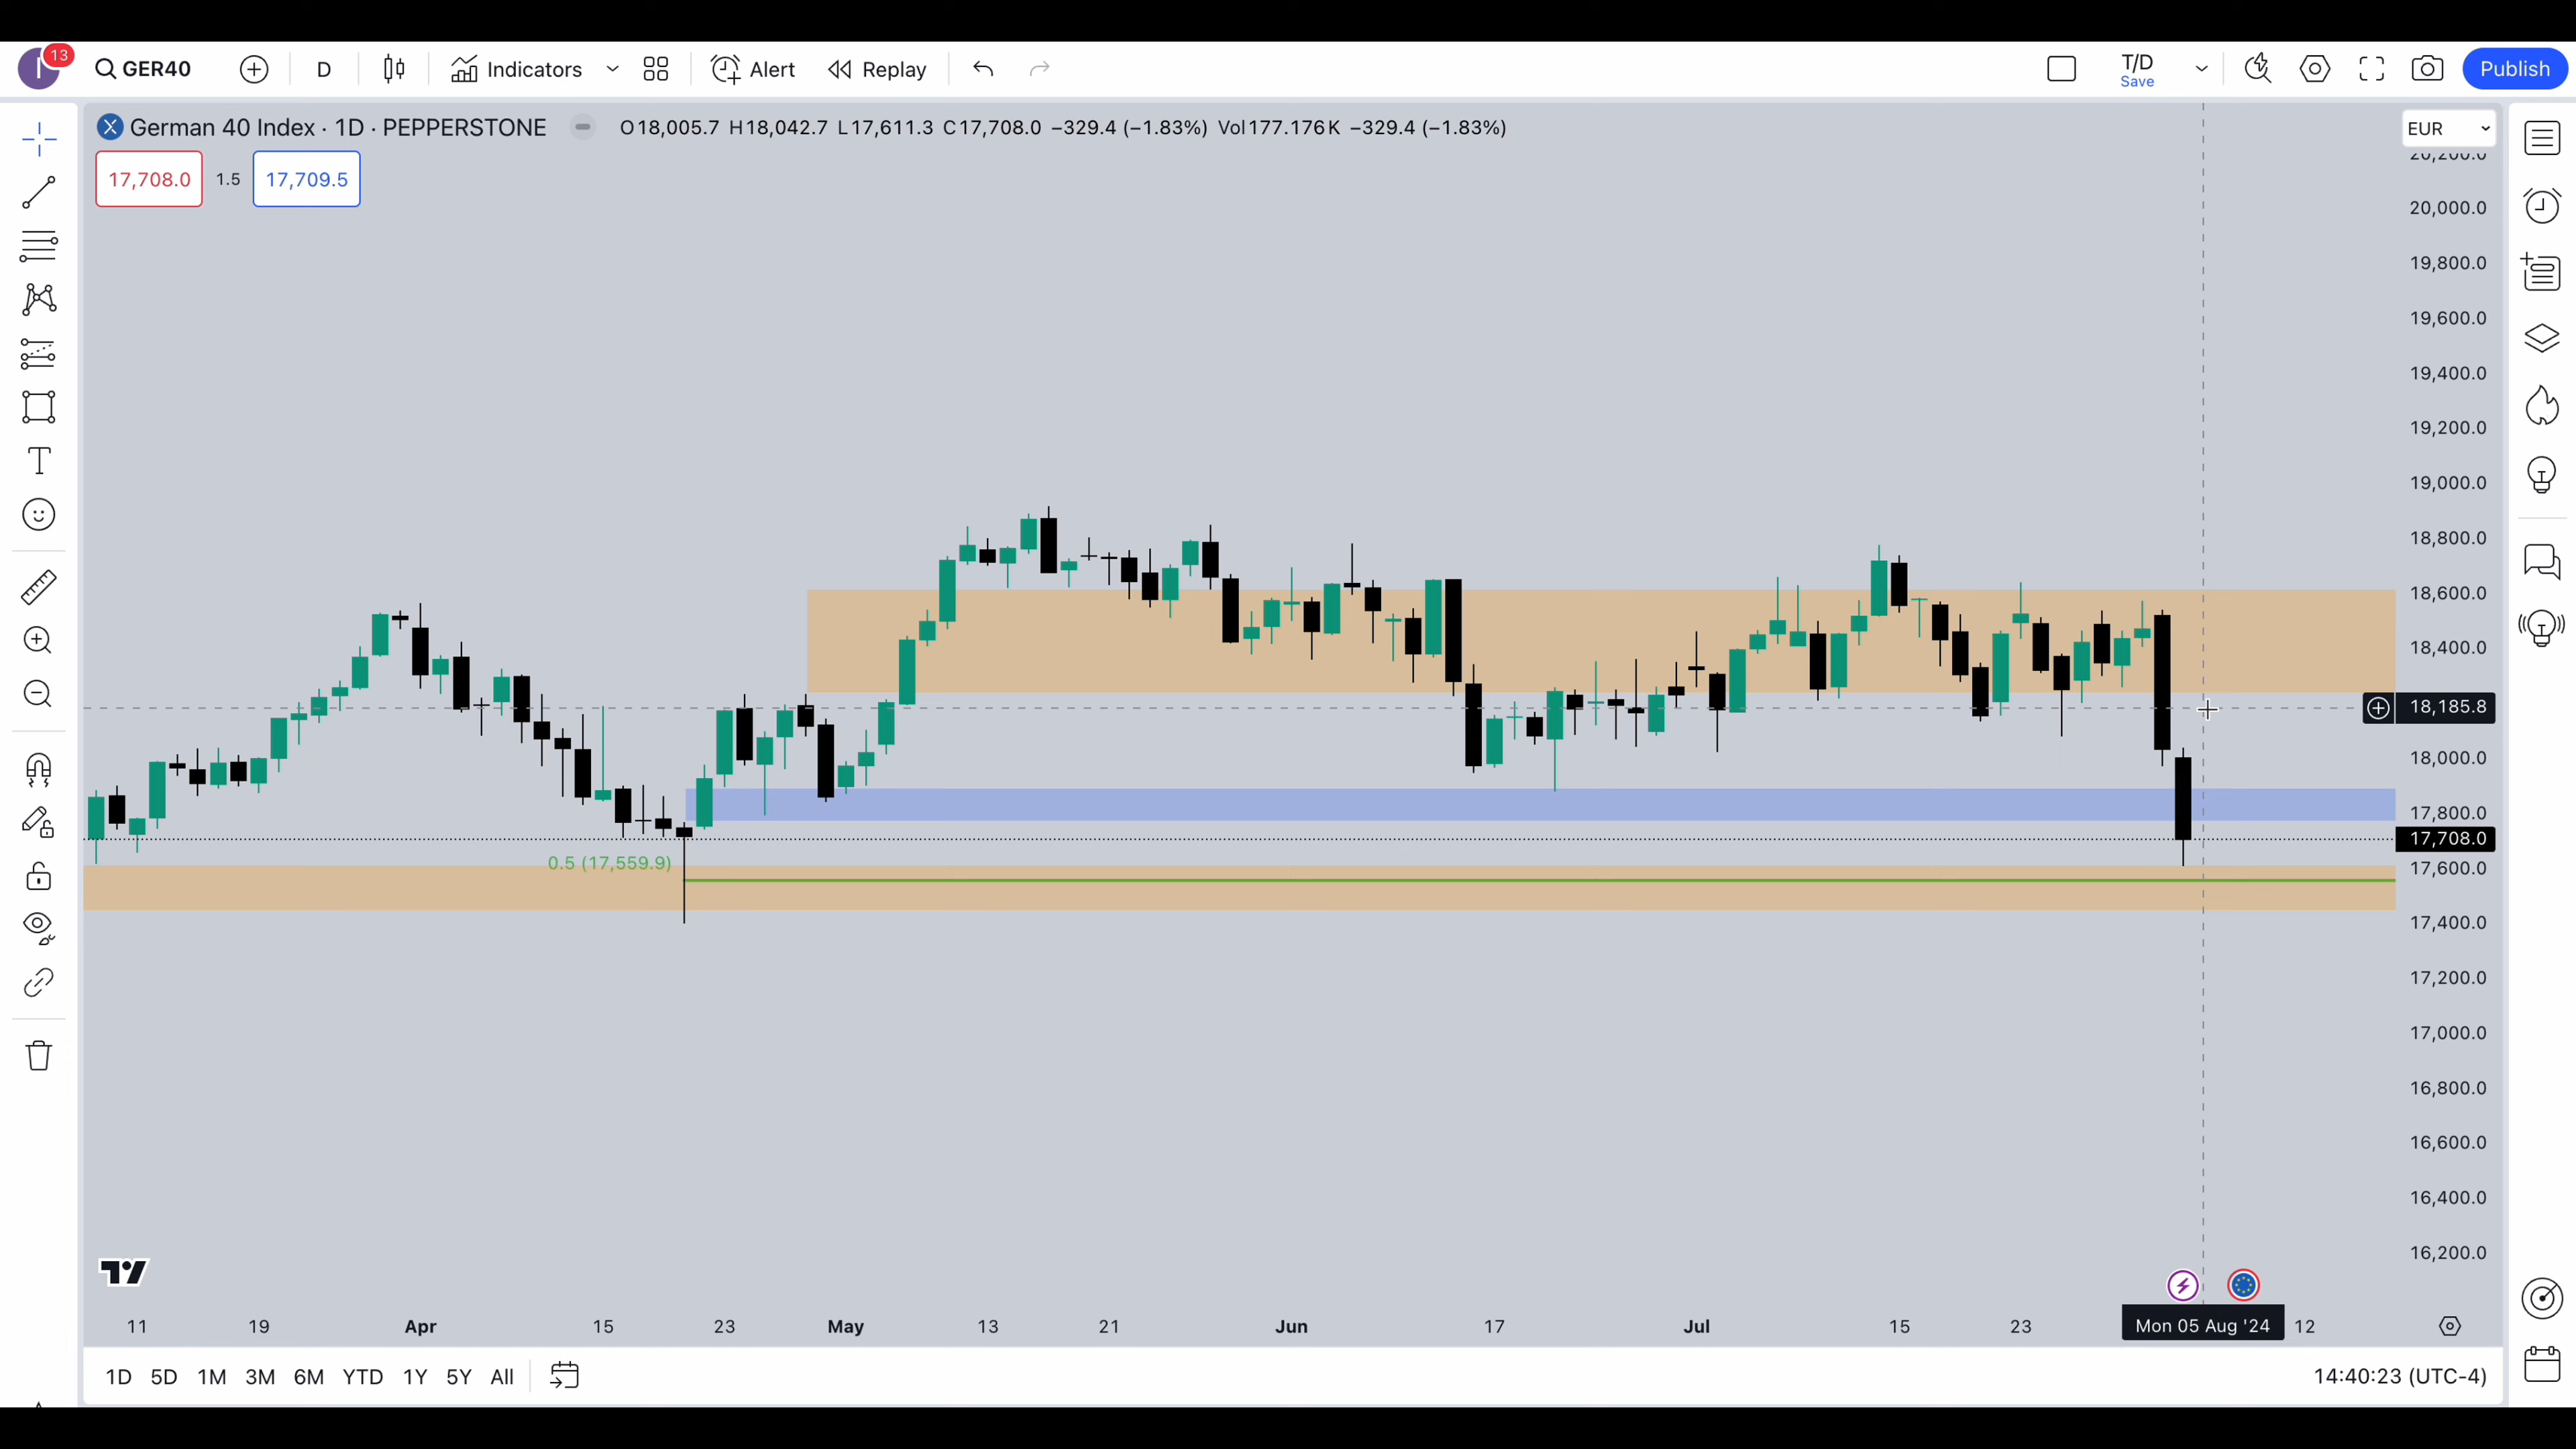 13
I
GER40
D
Indicators
Alert
Replay
T/D
Save
Publish
German 40 Index · 1D · PEPPERSTONE
O18,005.7 H18,042.7 L17,611.3 C17,708.0 −329.4 (−1.83%) Vol177.176K −329.4 (−1.83%)
EUR
17,708.0
1.5
17,709.5
20,200.0
20,000.0
19,800.0
19,600.0
19,400.0
19,200.0
19,000.0
18,800.0
18,600.0
18,400.0
18,185.8
18,000.0
17,800.0
17,708.0
0.5 (17,559.9)
17,600.0
17,400.0
17,200.0
17,000.0
16,800.0
16,600.0
16,400.0
16,200.0
11 19 Apr 15 23 May 13 21 Jun 17 Jul 15 23 Mon 05 Aug '24 12
1D 5D 1M 3M 6M YTD 1Y 5Y All
14:40:23 (UTC-4)